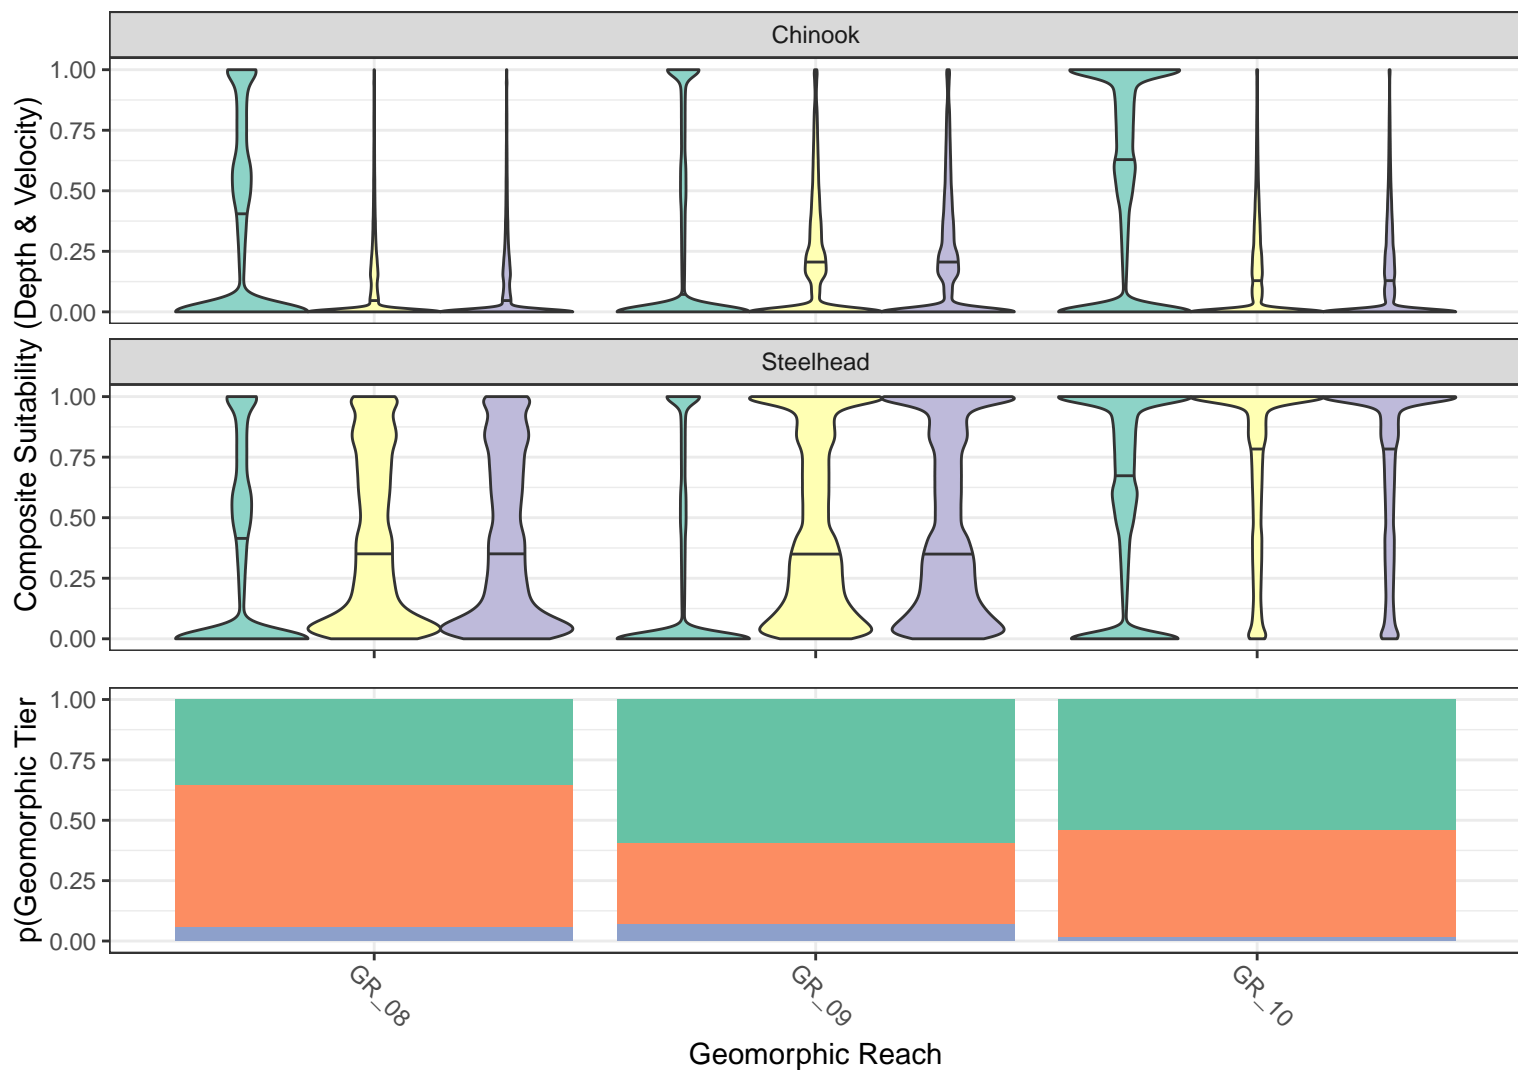 Chinook
1.00
0.75
0.50
0.25
0.00
Composite Suitability (Depth & Velocity)
Steelhead
1.00
0.75
0.50
0.25
0.00
p(Geomorphic Tier
1.00
0.75
0.50
0.25
0.00
GR_08
GR_09
GR_10
Geomorphic Reach